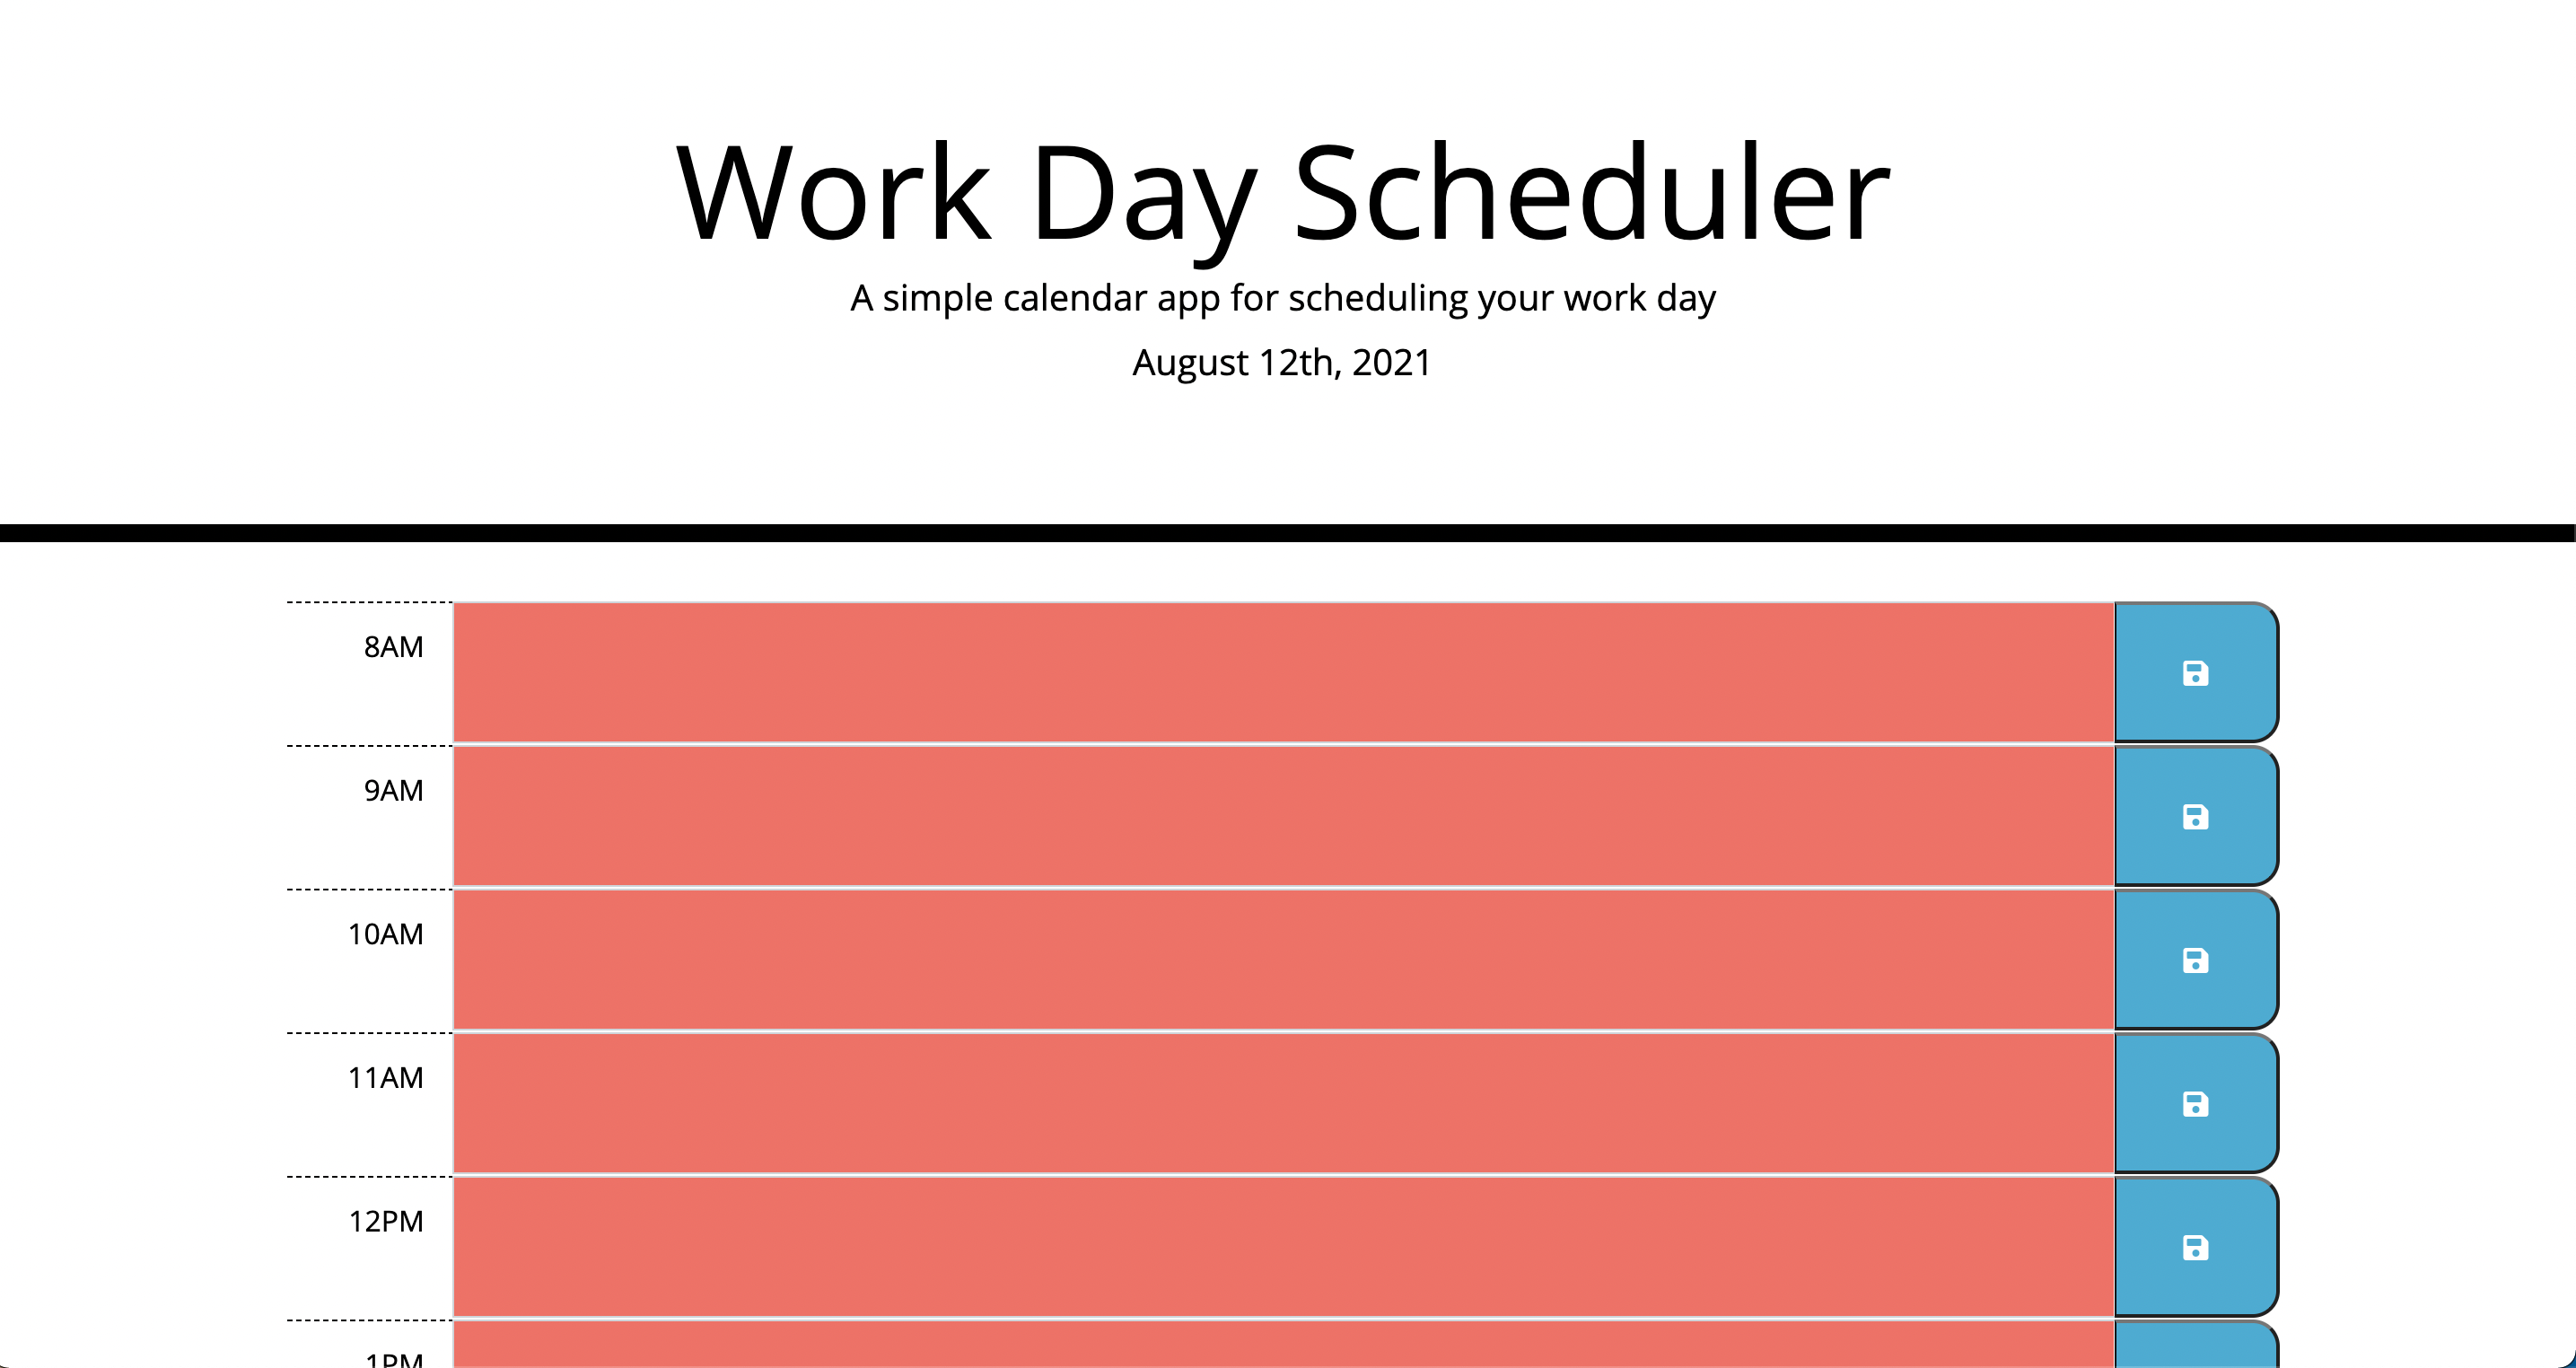 Work Day Scheduler
A simple calendar app for scheduling your work day
August 12th, 2021
8AM
9AM
10AM
11AM
12PM
1PM